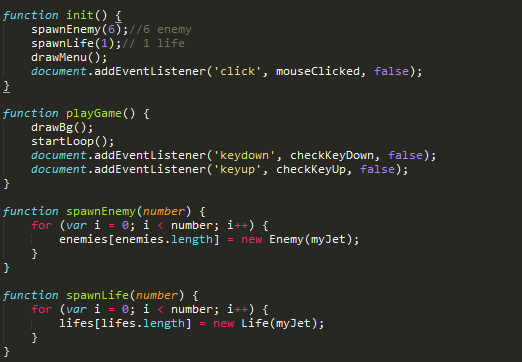 function init() {
    spawnEnemy(6);//6 enemy
    spawnLife(1);// 1 life
    drawMenu();
    document.addEventListener('click', mouseClicked, false);
}

function playGame() {
    drawBg();
    startLoop();
    document.addEventListener('keydown', checkKeyDown, false);
    document.addEventListener('keyup', checkKeyUp, false);
}

function spawnEnemy(number) {
    for (var i = 0; i < number; i++) {
        enemies[enemies.length] = new Enemy(myJet);
    }
}

function spawnLife(number) {
    for (var i = 0; i < number; i++) {
        lifes[lifes.length] = new Life(myJet);
    }
}